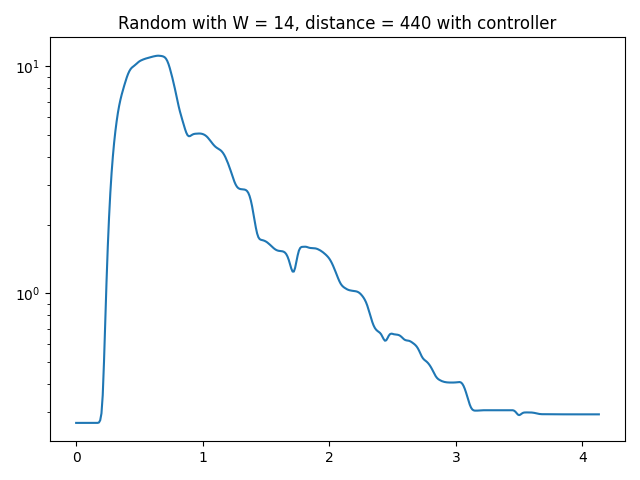 Random with W = 14, distance = 440 with controller
10¹
10⁰
0 1 2 3 4